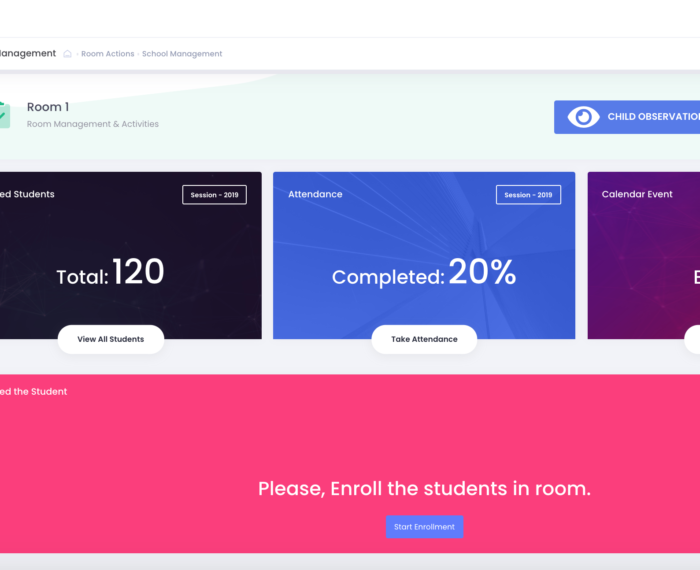 Management › Room Actions - School Management
Room 1
Room Management & Activities
CHILD OBSERVATION
ed Students
Session - 2019
Total: 120
View All Students
Attendance
Session - 2019
Completed: 20%
Take Attendance
Calendar Event
E
ed the Student
Please, Enroll the students in room.
Start Enrollment